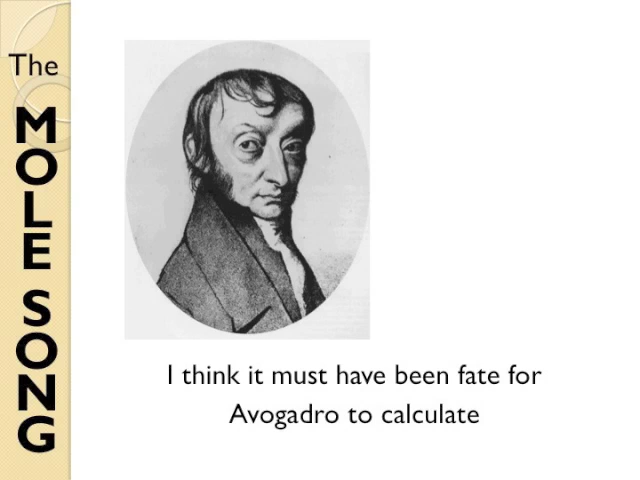 The
MOLE SONG
I think it must have been fate for
Avogadro to calculate